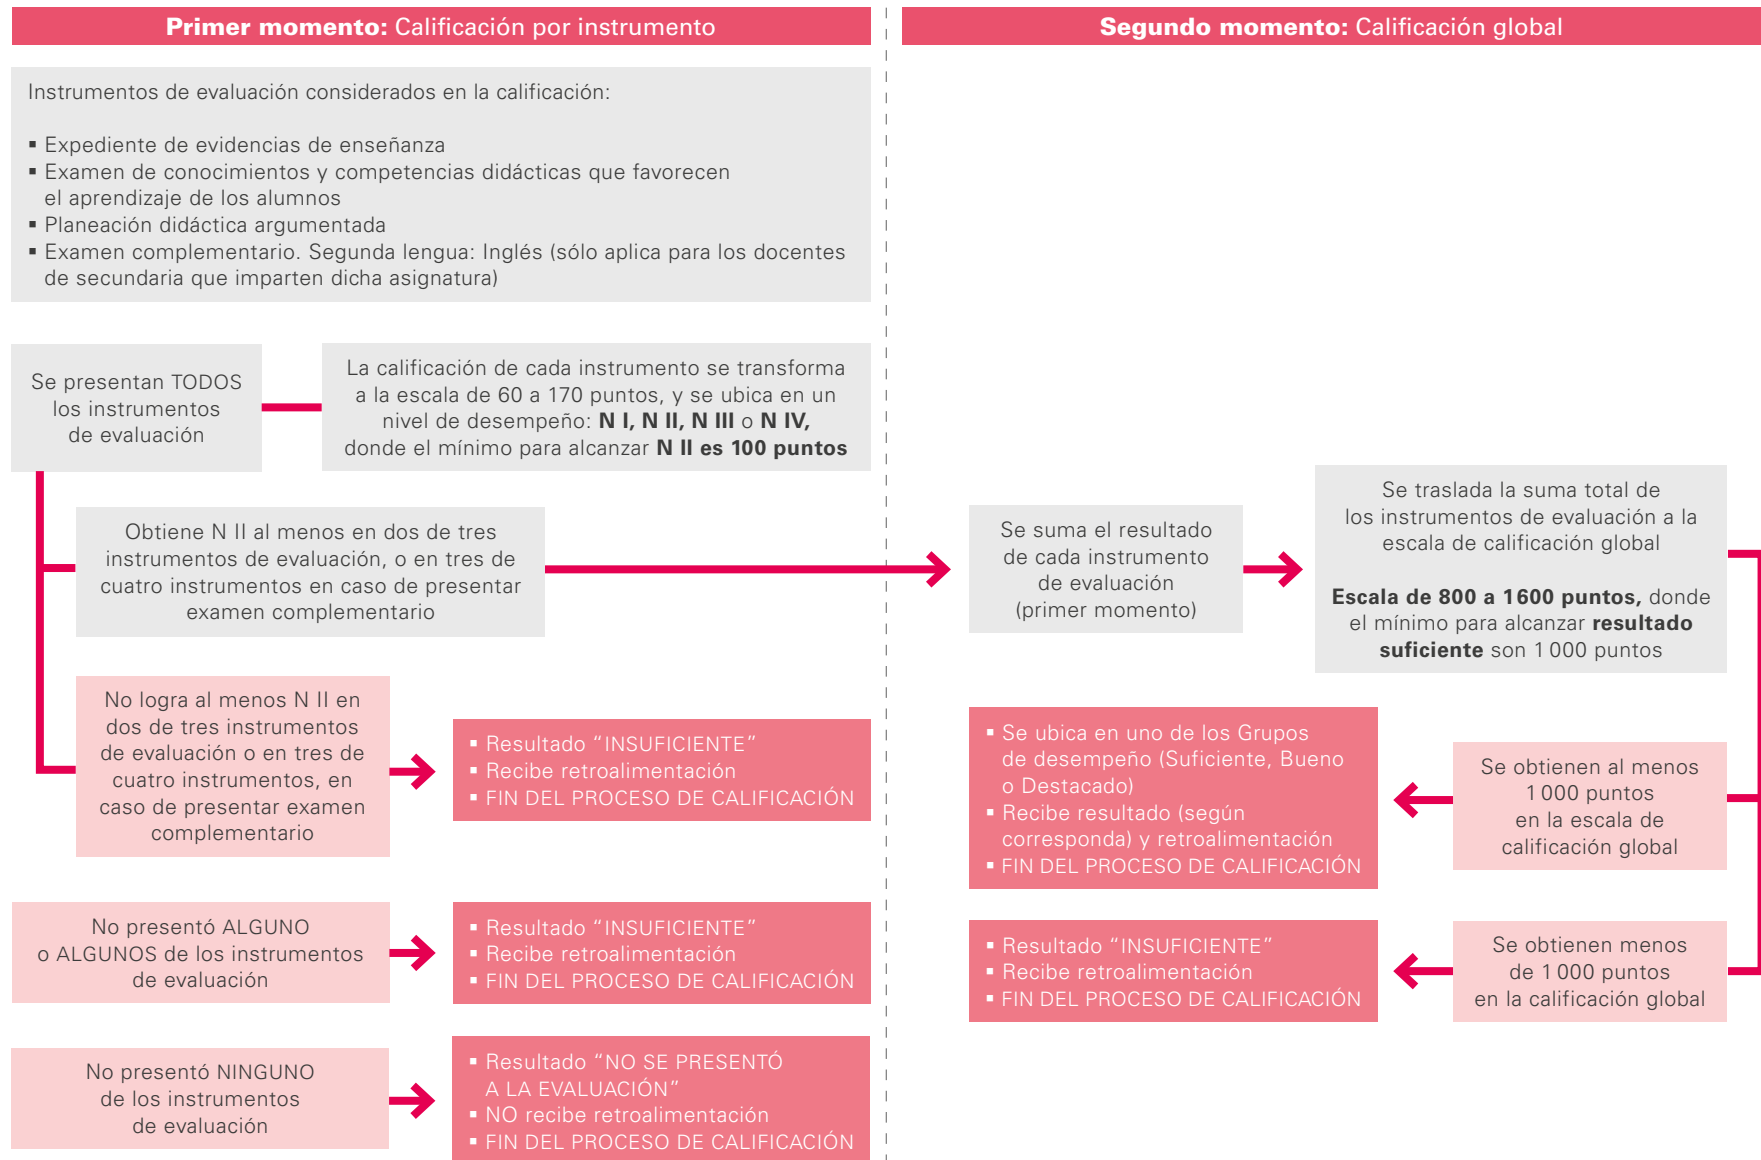 Primer momento: Calificación por instrumento
Instrumentos de evaluación considerados en la calificación:
▪ Expediente de evidencias de enseñanza
▪ Examen de conocimientos y competencias didácticas que favorecen
el aprendizaje de los alumnos
▪ Planeación didáctica argumentada
▪ Examen complementario. Segunda lengua: Inglés (sólo aplica para los docentes
de secundaria que imparten dicha asignatura)
Se presentan TODOS
los instrumentos
de evaluación
La calificación de cada instrumento se transforma
a la escala de 60 a 170 puntos, y se ubica en un
nivel de desempeño: N I, N II, N III o N IV,
donde el mínimo para alcanzar N II es 100 puntos
Obtiene N II al menos en dos de tres
instrumentos de evaluación, o en tres de
cuatro instrumentos en caso de presentar
examen complementario
No logra al menos N II en
dos de tres instrumentos
de evaluación o en tres de
cuatro instrumentos, en
caso de presentar examen
complementario
▪ Resultado “INSUFICIENTE”
▪ Recibe retroalimentación
▪ FIN DEL PROCESO DE CALIFICACIÓN
No presentó ALGUNO
o ALGUNOS de los instrumentos
de evaluación
▪ Resultado “INSUFICIENTE”
▪ Recibe retroalimentación
▪ FIN DEL PROCESO DE CALIFICACIÓN
No presentó NINGUNO
de los instrumentos
de evaluación
▪ Resultado “NO SE PRESENTÓ
A LA EVALUACIÓN”
▪ NO recibe retroalimentación
▪ FIN DEL PROCESO DE CALIFICACIÓN
Segundo momento: Calificación global
Se suma el resultado
de cada instrumento
de evaluación
(primer momento)
Se traslada la suma total de
los instrumentos de evaluación a la
escala de calificación global
Escala de 800 a 1600 puntos, donde
el mínimo para alcanzar resultado
suficiente son 1 000 puntos
▪ Se ubica en uno de los Grupos
de desempeño (Suficiente, Bueno
o Destacado)
▪ Recibe resultado (según
corresponda) y retroalimentación
▪ FIN DEL PROCESO DE CALIFICACIÓN
Se obtienen al menos
1 000 puntos
en la escala de
calificación global
▪ Resultado “INSUFICIENTE”
▪ Recibe retroalimentación
▪ FIN DEL PROCESO DE CALIFICACIÓN
Se obtienen menos
de 1 000 puntos
en la calificación global